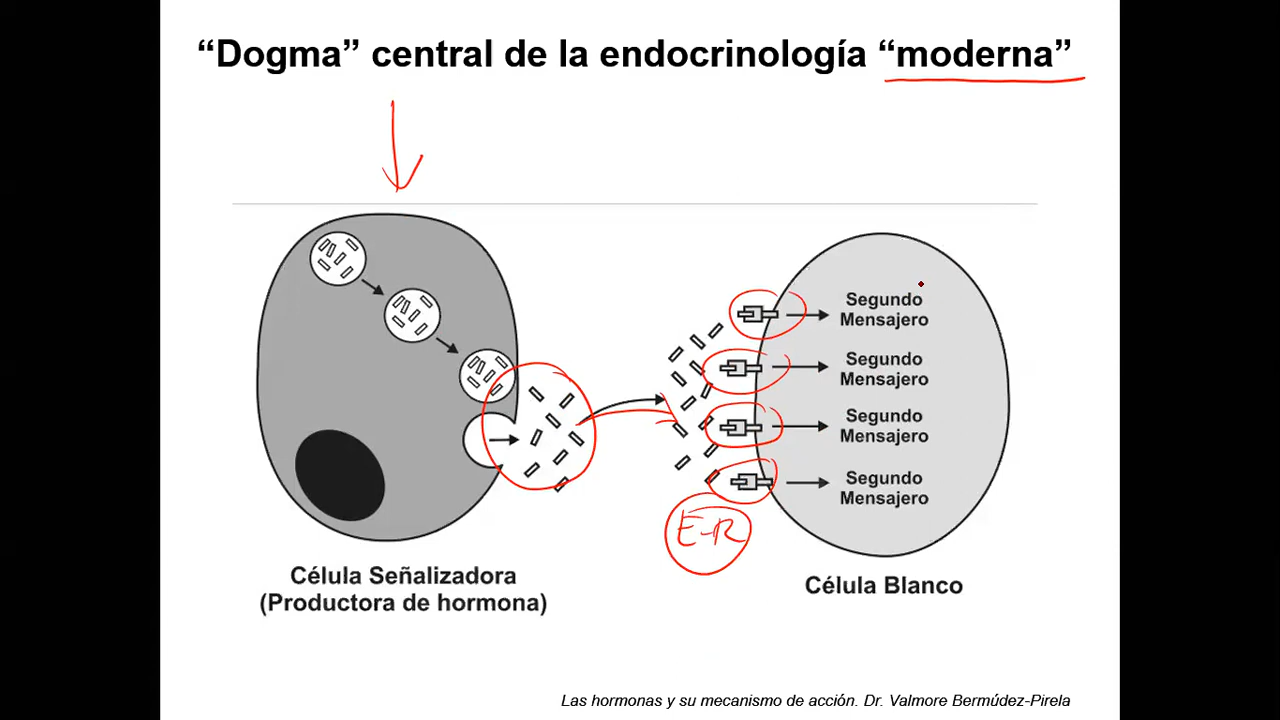 “Dogma” central de la endocrinología “moderna”
Segundo
Mensajero
Segundo
Mensajero
Segundo
Mensajero
Segundo
Mensajero
E-R
Célula Señalizadora
(Productora de hormona)
Célula Blanco
Las hormonas y su mecanismo de acción. Dr. Valmore Bermúdez-Pirela